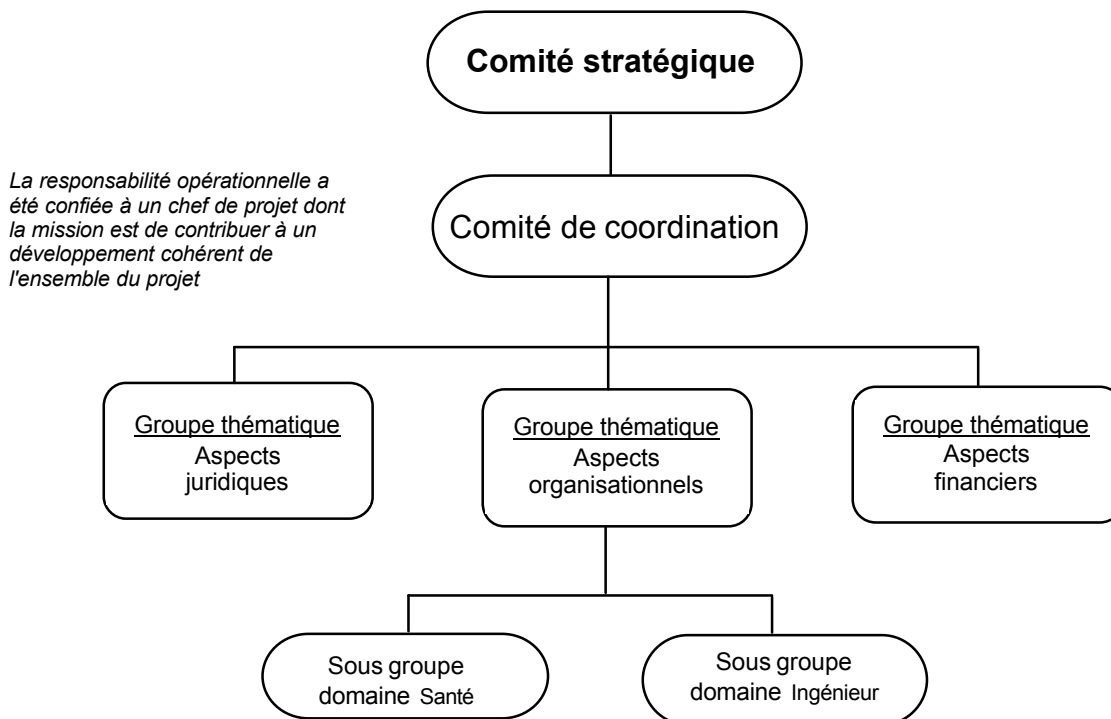 Comité stratégique
La responsabilité opérationnelle a
été confiée à un chef de projet dont
la mission est de contribuer à un
développement cohérent de
l'ensemble du projet
Comité de coordination
Groupe thématique
Aspects
juridiques
Groupe thématique
Aspects
organisationnels
Groupe thématique
Aspects
financiers
Sous groupe
domaine Santé
Sous groupe
domaine Ingénieur